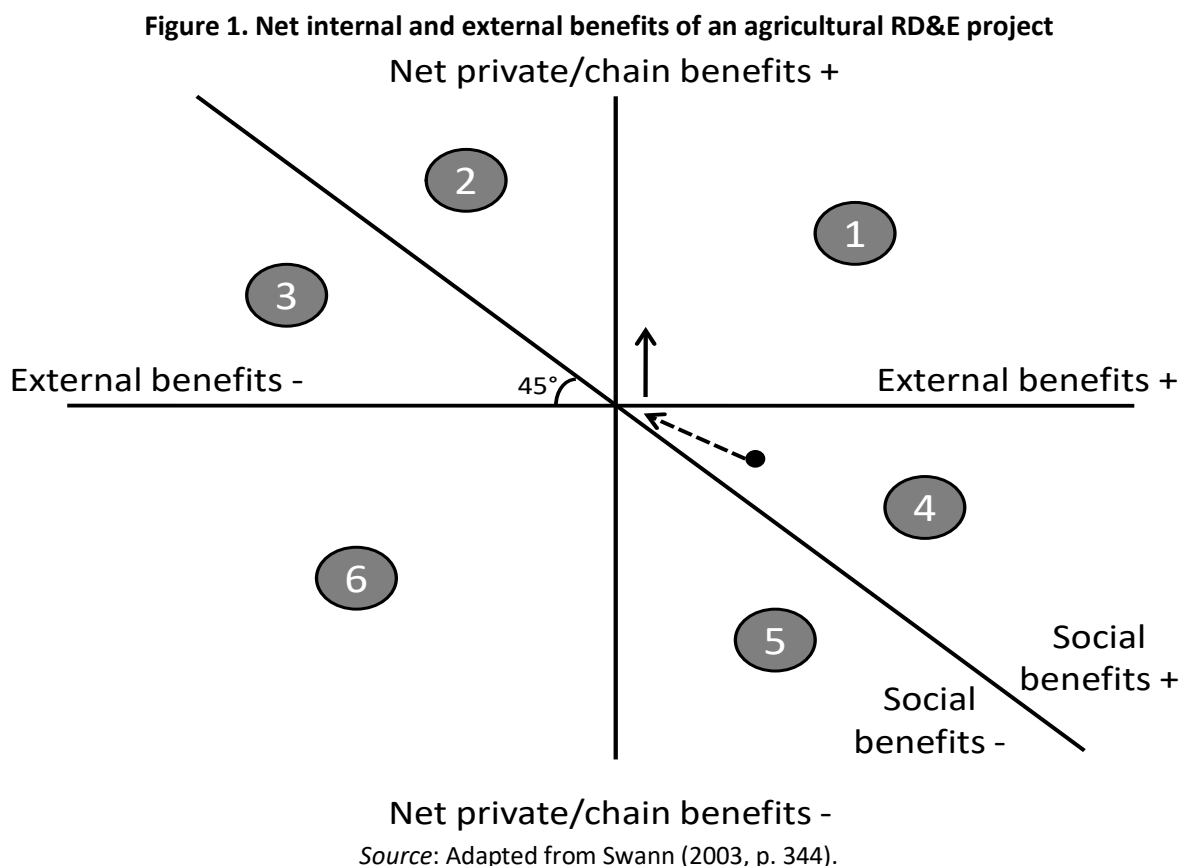 Figure 1. Net internal and external benefits of an agricultural RD&E project
Net private/chain benefits +
2
1
3
External benefits -
45°
External benefits +
4
6
5
Social
benefits +
Social
benefits -
Net private/chain benefits -
Source: Adapted from Swann (2003, p. 344).